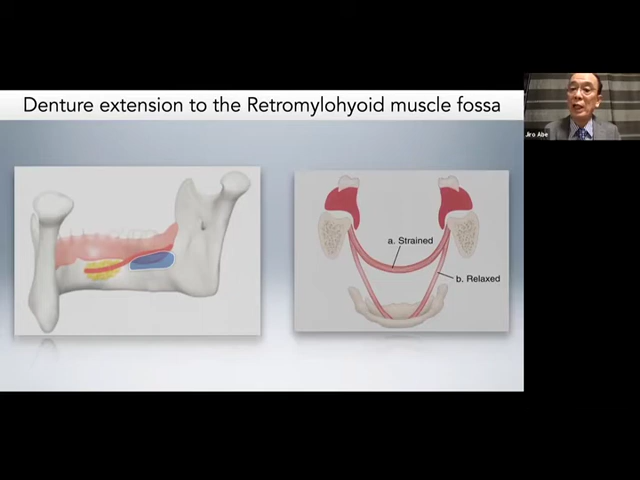 Denture extension to the Retromylohyoid muscle fossa
Jiro Abe
a. Strained
b. Relaxed